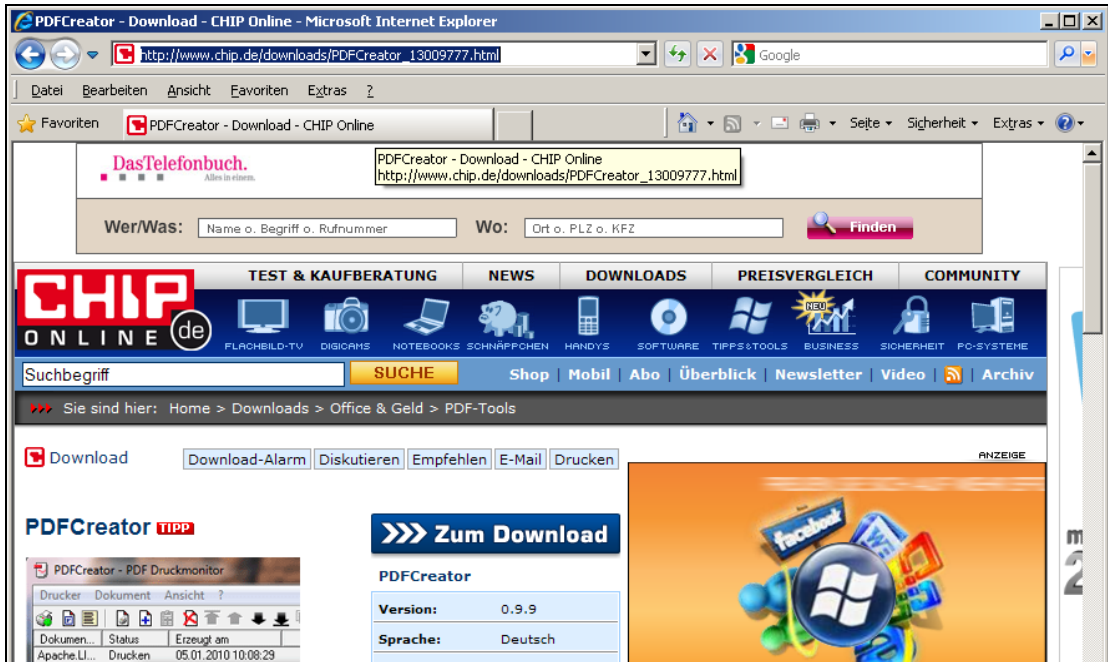 PDFCreator - Download - CHIP Online - Microsoft Internet Explorer
http://www.chip.de/downloads/PDFCreator_13009777.html
Google
Datei Bearbeiten Ansicht Favoriten Extras ?
Favoriten PDFCreator - Download - CHIP Online Seite Sicherheit Extras
PDFCreator - Download - CHIP Online
http://www.chip.de/downloads/PDFCreator_13009777.html
DasTelefonbuch.
Alles in einem.
Wer/Was: Name o. Begriff o. Rufnummer Wo: Ort o. PLZ o. KFZ Finden
TEST & KAUFBERATUNG NEWS DOWNLOADS PREISVERGLEICH COMMUNITY
CHIP
ONLINE de
NEU
FLACHBILD-TV DIGICAMS NOTEBOOKS SCHNÄPPCHEN HANDYS SOFTWARE TIPPS&TOOLS BUSINESS SICHERHEIT PC-SYSTEME
Suchbegriff SUCHE Shop | Mobil | Abo | Überblick | Newsletter | Video | | Archiv
Sie sind hier: Home > Downloads > Office & Geld > PDF-Tools
Download Download-Alarm Diskutieren Empfehlen E-Mail Drucken
ANZEIGE
PDFCreator TIPP
>>> Zum Download
facebook
PDFCreator - PDF Druckmonitor
Drucker Dokument Ansicht ?
Dokumen... Status Erzeugt am
Apache.LI... Drucken 05.01.2010 10:08:29
PDFCreator
Version: 0.9.9
Sprache: Deutsch
m
2